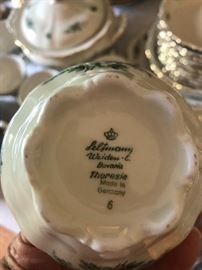 Seltmann
Weiden-E.
Bavaria
Theresia
Made in
Germany
6